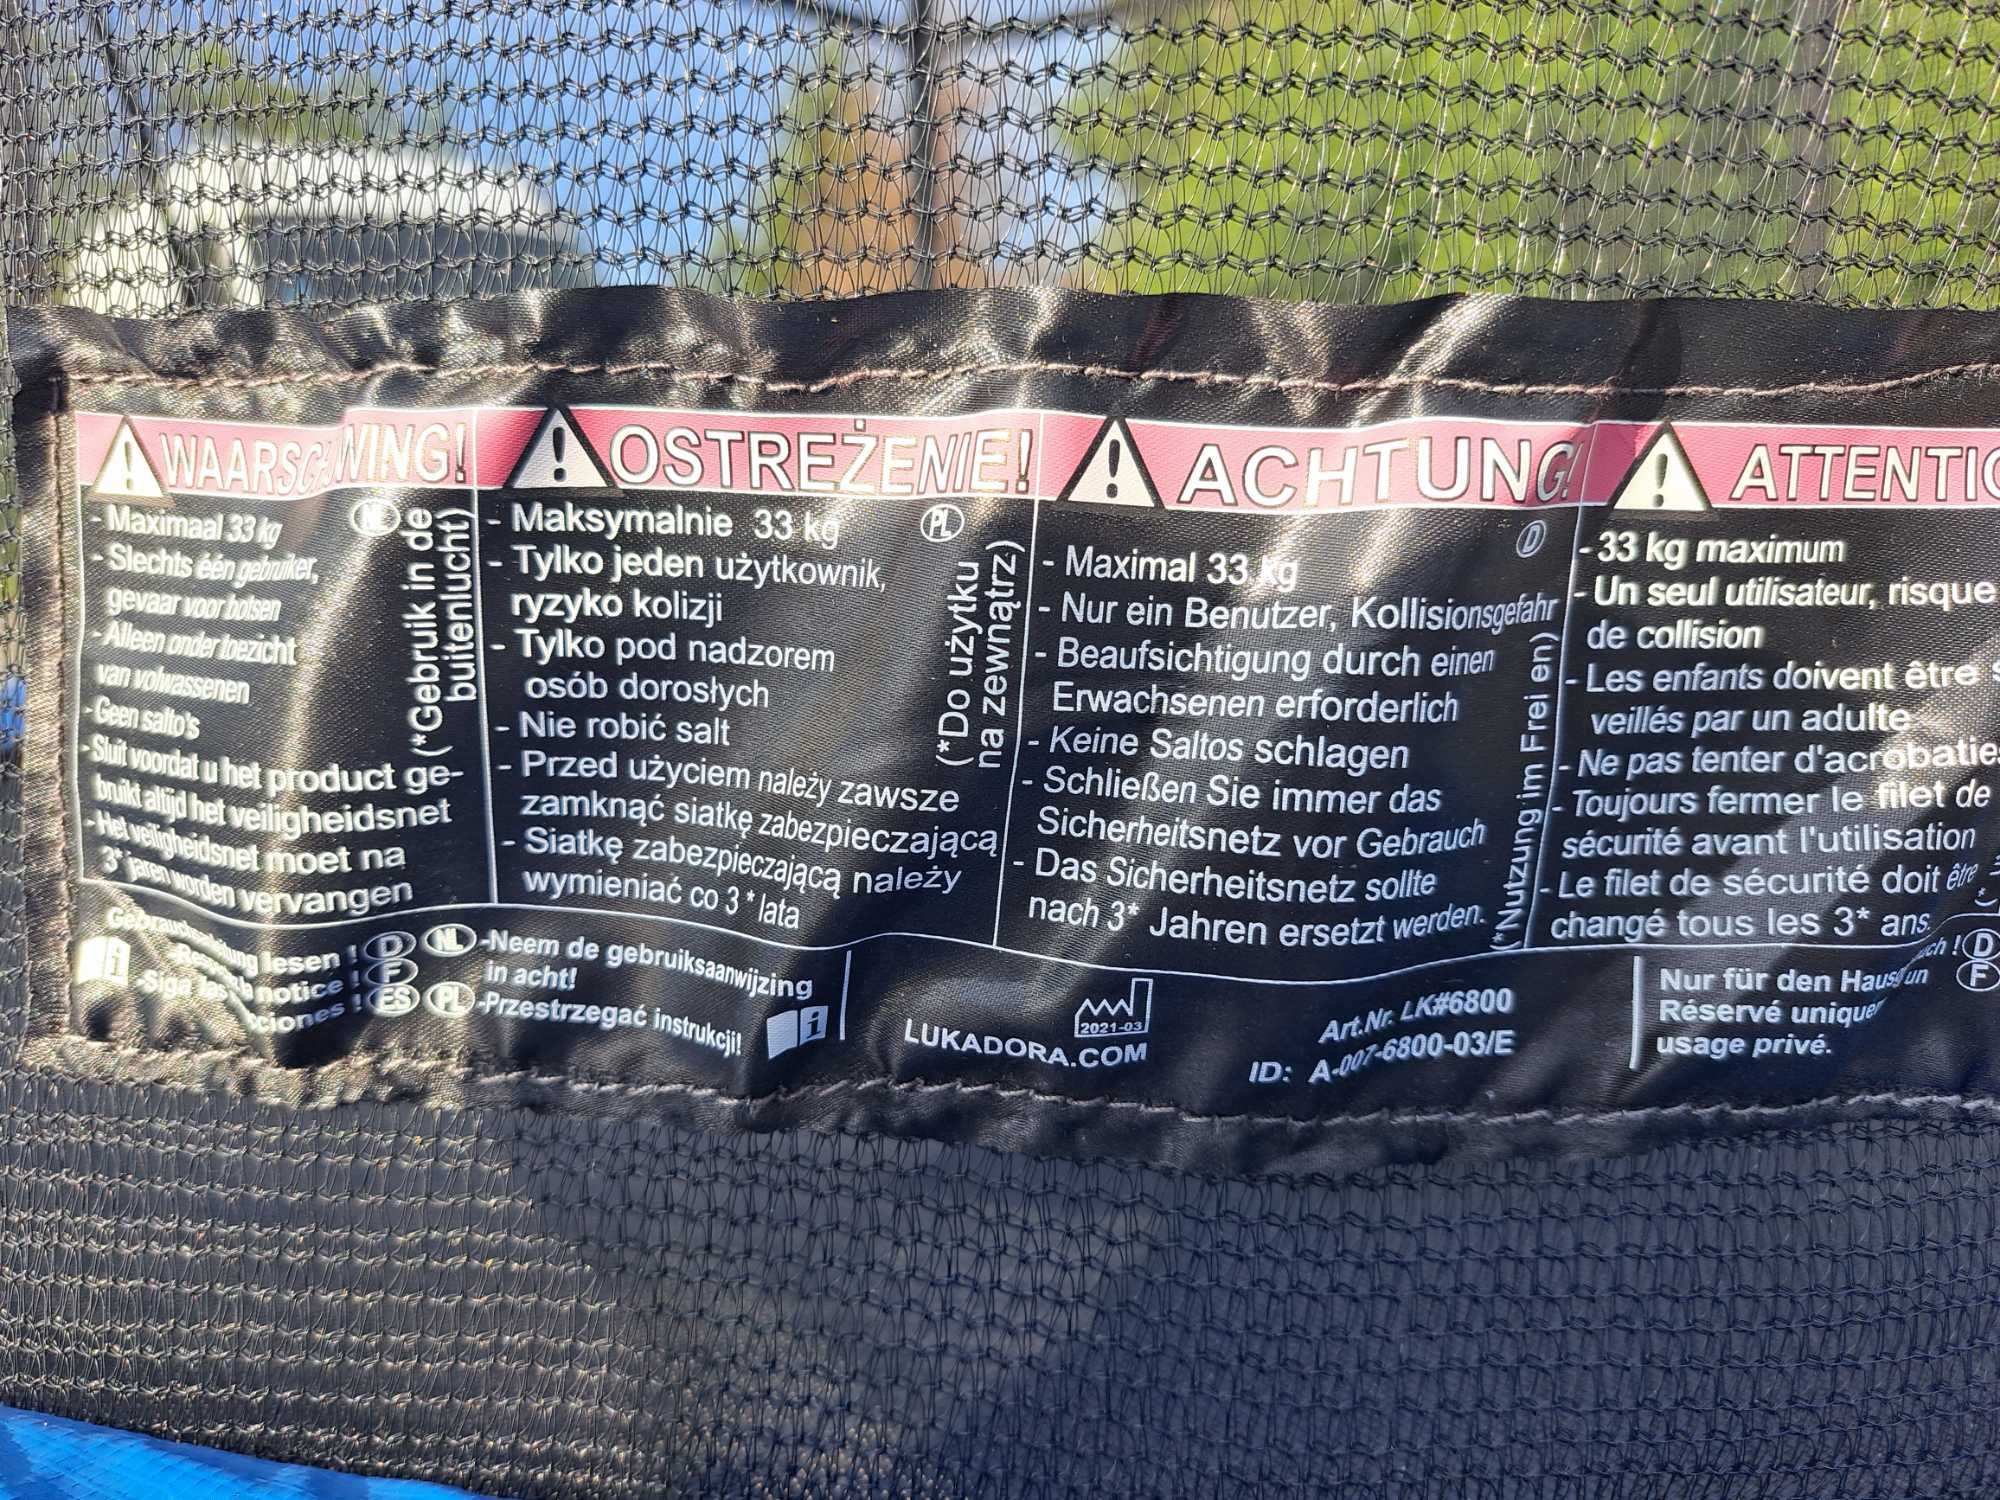 WAARSCHUWING!
NL
- Maximaal 33 kg
- Slechts één gebruiker,
gevaar voor botsen
- Alleen onder toezicht
van volwassenen
- Geen salto's
- Sluit voordat u het product ge-
bruikt altijd het veiligheidsnet
- Het veiligheidsnet moet na
3* jaren worden vervangen
(*Gebruik in de
buitenlucht)
OSTREŻENIE!
PL
- Maksymalnie 33 kg
- Tylko jeden użytkownik,
ryzyko kolizji
- Tylko pod nadzorem
osób dorosłych
- Nie robić salt
- Przed użyciem należy zawsze
zamknąć siatkę zabezpieczającą
- Siatkę zabezpieczającą należy
wymieniać co 3 * lata
(*Do użytku
na zewnątrz.)
ACHTUNG!
D
- Maximal 33 kg
- Nur ein Benutzer, Kollisionsgefahr
- Beaufsichtigung durch einen
Erwachsenen erforderlich
- Keine Saltos schlagen
- Schließen Sie immer das
Sicherheitsnetz vor Gebrauch
- Das Sicherheitsnetz sollte
nach 3* Jahren ersetzt werden.
(*Nutzung im Frei en)
ATTENTIO
- 33 kg maximum
- Un seul utilisateur, risque
de collision
- Les enfants doivent être s
veillés par un adulte
- Ne pas tenter d'acrobaties
- Toujours fermer le filet de
sécurité avant l'utilisation
- Le filet de sécurité doit être
changé tous les 3* ans.
Gebrauchsanleitung lesen ! D
notice ! F
-Siga las ciones ! ES
NL -Neem de gebruiksaanwijzing
in acht!
PL -Przestrzegać instrukcji!
2021-03
LUKADORA.COM
Art.Nr. LK#6800
ID: A-007-6800-03/E
Nur für den Hausg uch ! D
Réservé unique un F
usage privé.